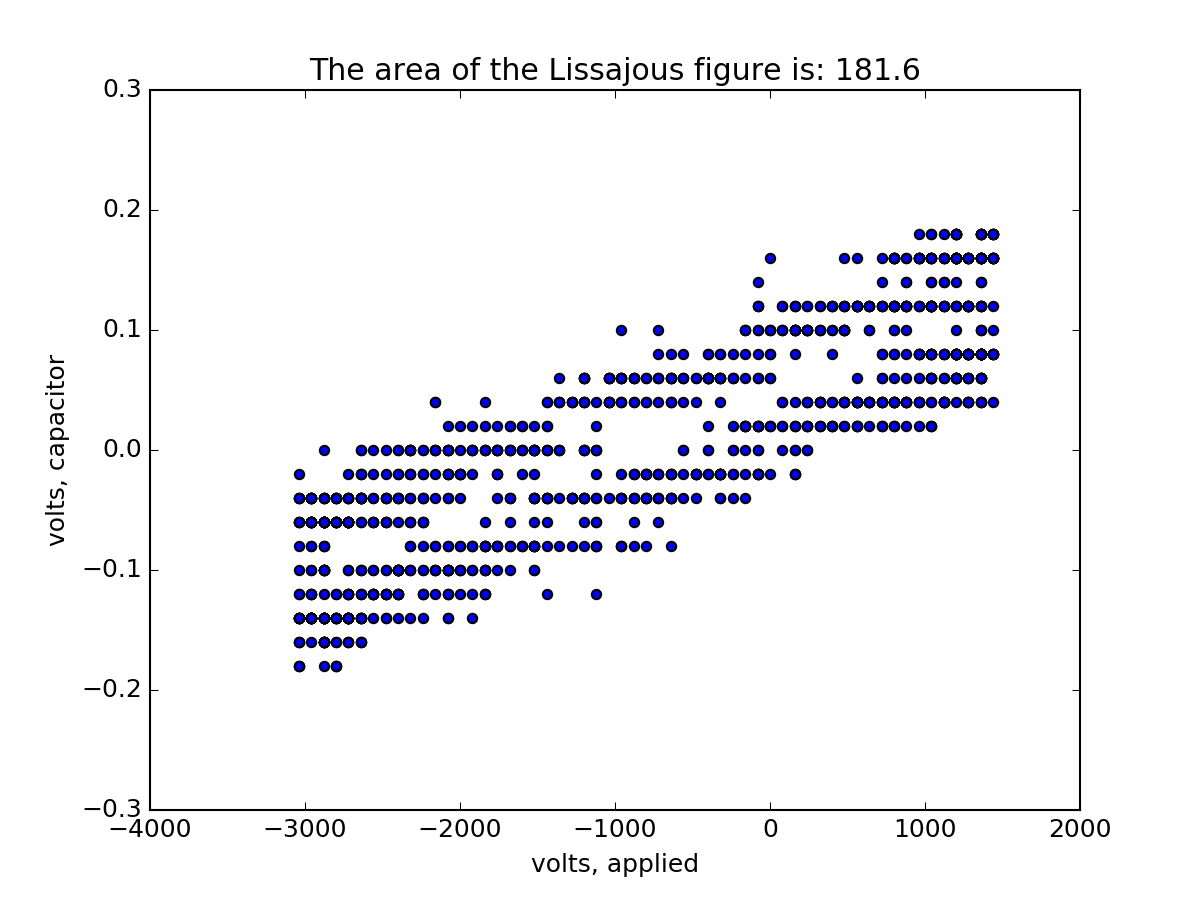 The area of the Lissajous figure is: 181.6
0.3
0.2
0.1
0.0
−0.1
−0.2
−0.3
volts, capacitor
−4000 −3000 −2000 −1000 0 1000 2000
volts, applied